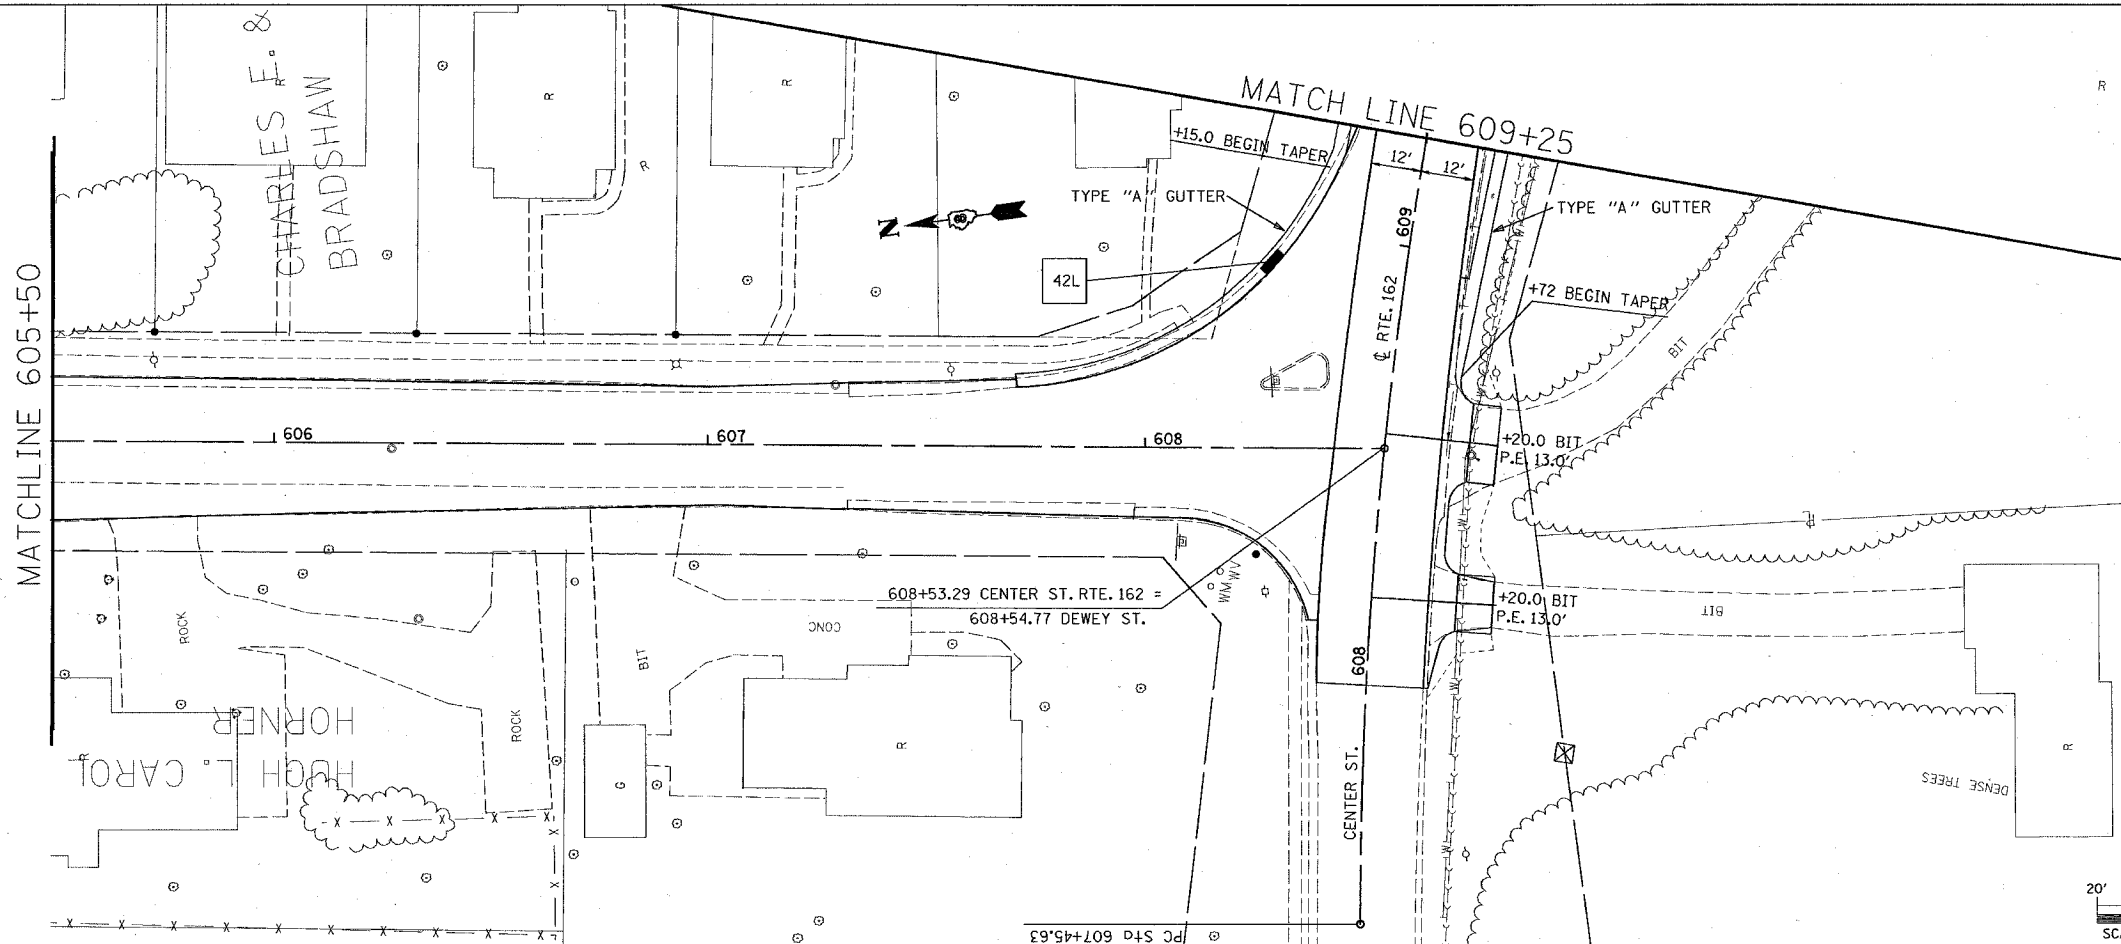 CHARLES E. &
BRADSHAW
R
R
R
R
R
MATCH LINE 609+25
+15.0 BEGIN TAPER
12'
12'
TYPE "A" GUTTER
TYPE "A" GUTTER
N
42L
609
℄ RTE. 162
+72 BEGIN TAPER
BIT
MATCHLINE 605+50
606
607
608
+20.0 BIT
P.E. 13.0'
608+53.29 CENTER ST. RTE. 162 =
608+54.77 DEWEY ST.
WM WV
+20.0 BIT
P.E. 13.0'
BIT
ROCK
CONC
BIT
608
HORNER
HUGH L. CAROL
R
ROCK
G
R
R
CENTER ST.
DENSE TREES
PC Sta 607+45.63
20'